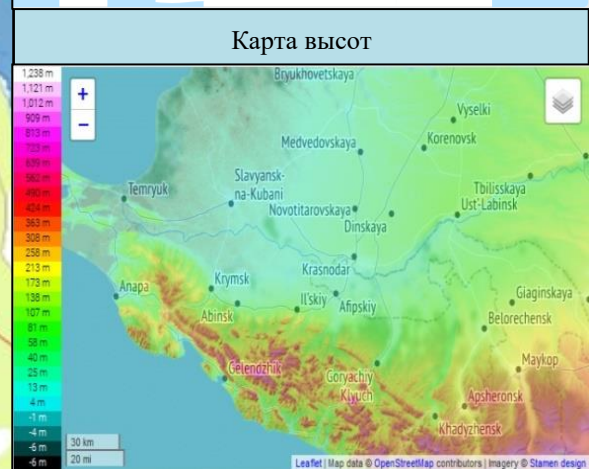 Карта высот
1,238 m
1,121 m
1,012 m
909 m
813 m
723 m
639 m
562 m
490 m
424 m
363 m
308 m
258 m
213 m
173 m
138 m
107 m
81 m
58 m
40 m
25 m
13 m
4 m
-1 m
-4 m
-6 m
-6 m
+
−
Bryukhovetskaya
Vyselki
Medvedovskaya
Korenovsk
Slavyansk-
na-Kubani
Temryuk
Tbilisskaya
Novotitarovskaya
Ust'-Labinsk
Dinskaya
Krasnodar
Anapa
Krymsk
Il'skiy
Afipskiy
Giaginskaya
Abinsk
Belorechensk
Gelendzhik
Goryachiy
Klyuch
Maykop
Apsheronsk
Khadyzhensk
30 km
20 mi
Leaflet | Map data © OpenStreetMap contributors | Imagery © Stamen design